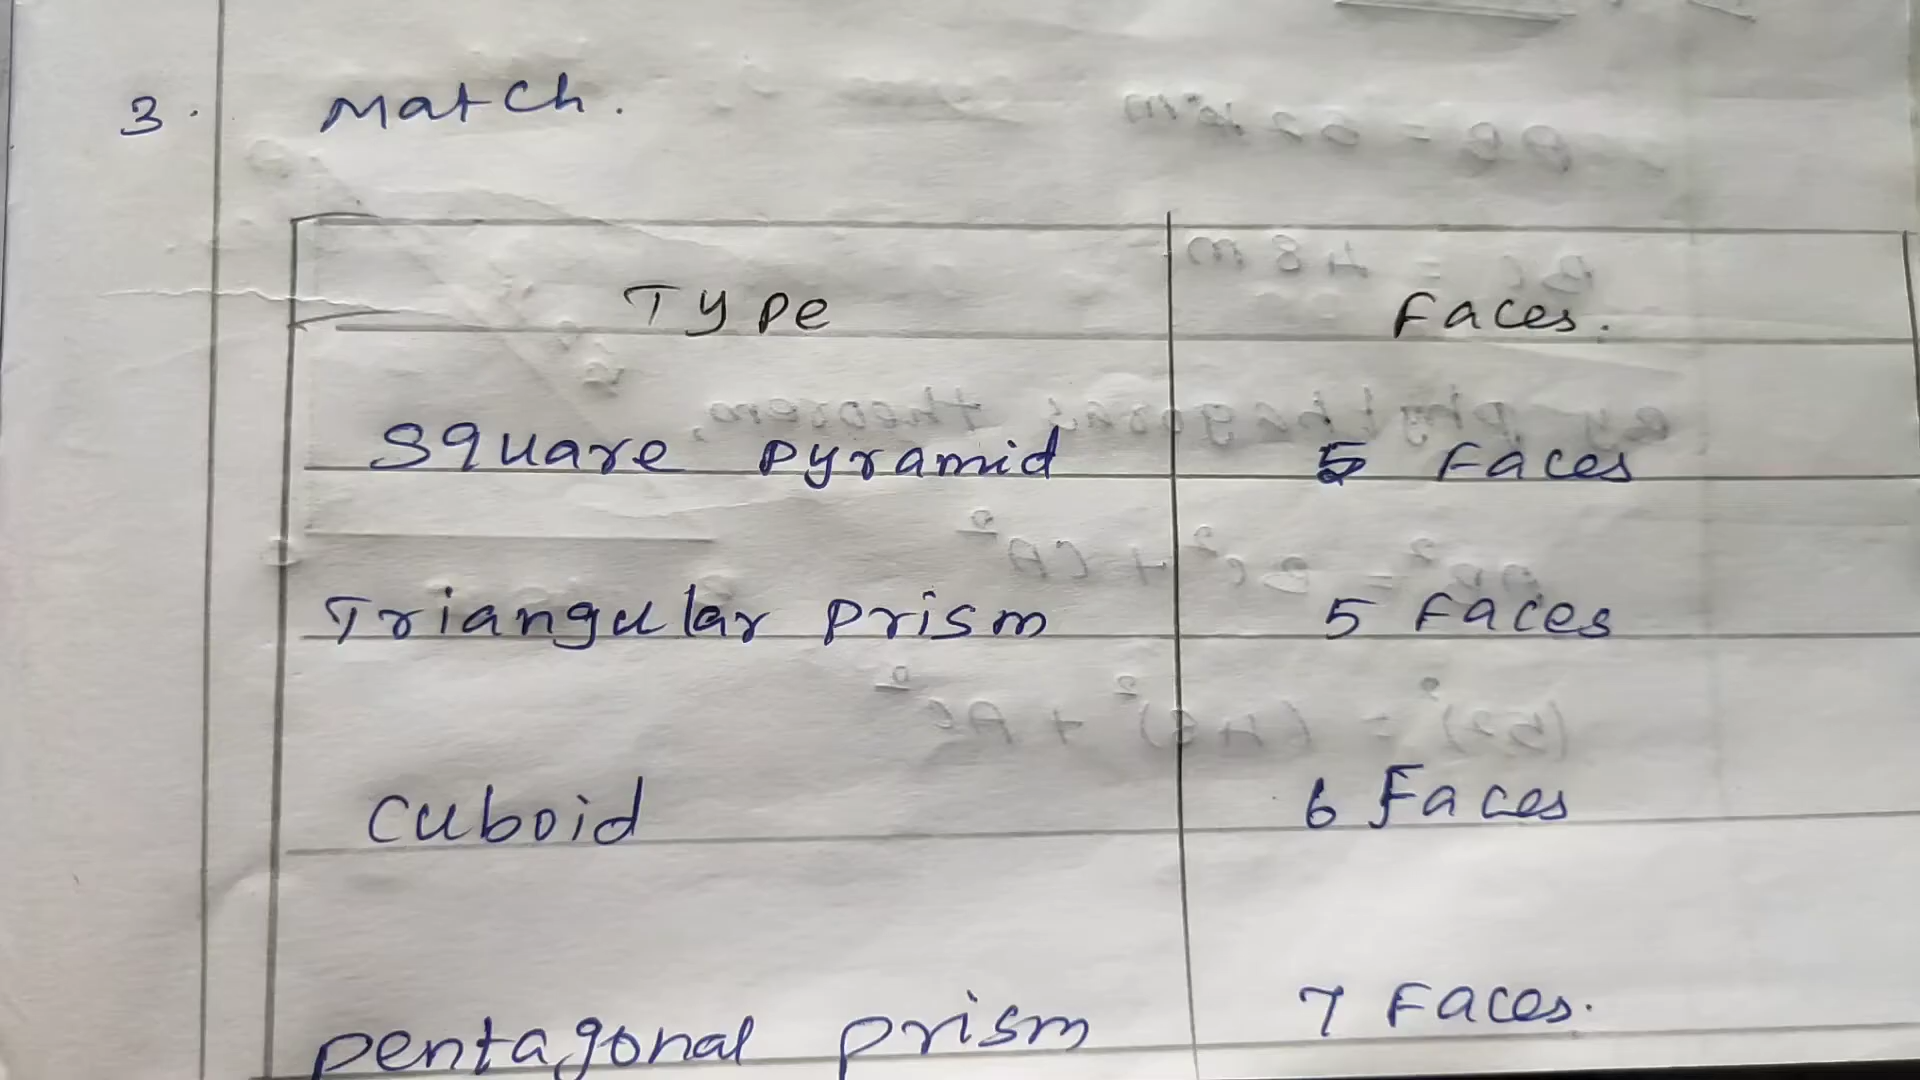 3. Match.
Type Faces.
Square pyramid 5 Faces
Triangular prism 5 Faces
Cuboid 6 Faces
pentagonal prism 7 Faces.